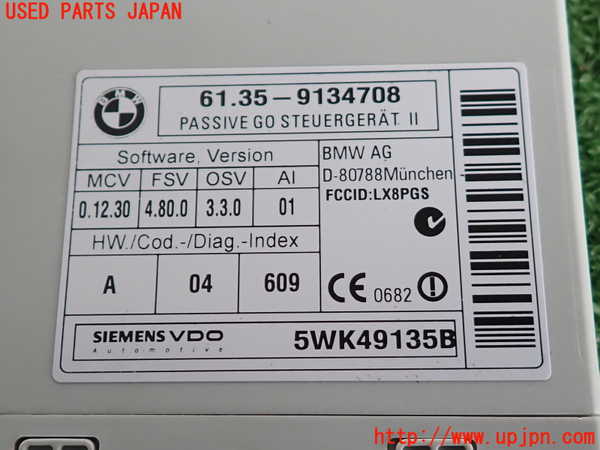 USED PARTS JAPAN
BMW
61.35-9134708
PASSIVE GO STEUERGERÄT II
Software, Version
MCV FSV OSV AI
0.12.30 4.80.0 3.3.0 01
HW./Cod.-/Diag.-Index
A 04 609
BMW AG
D-80788München
FCCID:LX8PGS
CE 0682
SIEMENS VDO
Automotive
5WK49135B
http://www.upjpn.com/